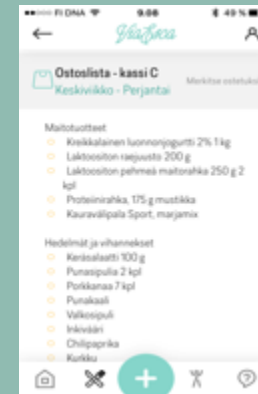 FI DNA 9.08 49 %
ViaEsca
Ostoslista - kassi C
Merkitse ostetuksi
Keskiviikko - Perjantai
Maitotuotteet
Kreikkalainen luonnonjogurtti 2% 1 kg
Laktoositon raejuusto 200 g
Laktoositon pehmeä maitorahka 250 g 2
kpl
Proteiinirahka, 175 g mustikka
Kauravälipala Sport, marjamix
Hedelmät ja vihannekset
Keräsalaatti 100 g
Punasipulia 2 kpl
Porkkanaa 7 kpl
Punakaali
Valkosipuli
Inkivääri
Chilipaprika
Kurkku